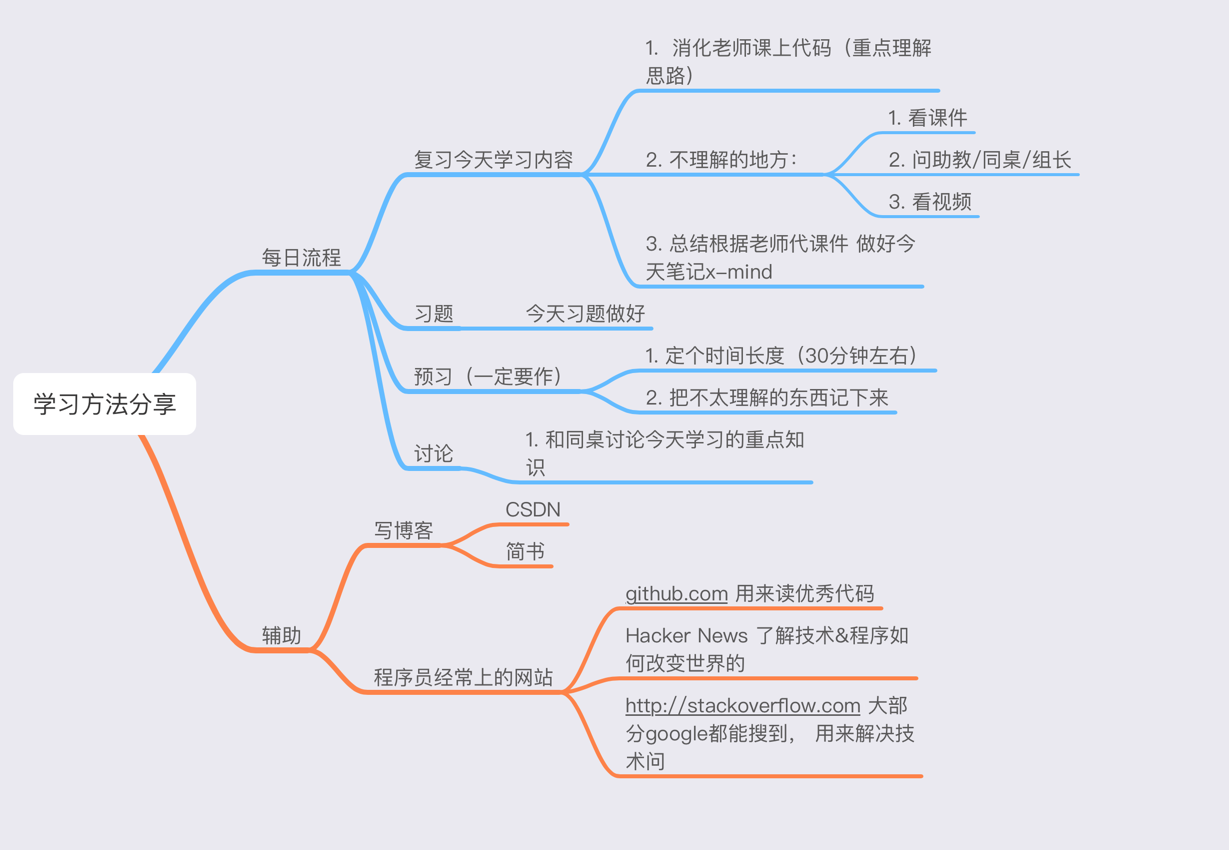 学习方法分享
每日流程
复习今天学习内容
1. 消化老师课上代码（重点理解
思路）
2. 不理解的地方：
1. 看课件
2. 问助教/同桌/组长
3. 看视频
3. 总结根据老师代课件 做好今
天笔记x-mind
习题
今天习题做好
预习（一定要作）
1. 定个时间长度（30分钟左右）
2. 把不太理解的东西记下来
讨论
1. 和同桌讨论今天学习的重点知
识
辅助
写博客
CSDN
简书
程序员经常上的网站
github.com 用来读优秀代码
Hacker News 了解技术&程序如
何改变世界的
http://stackoverflow.com 大部
分google都能搜到， 用来解决技
术问